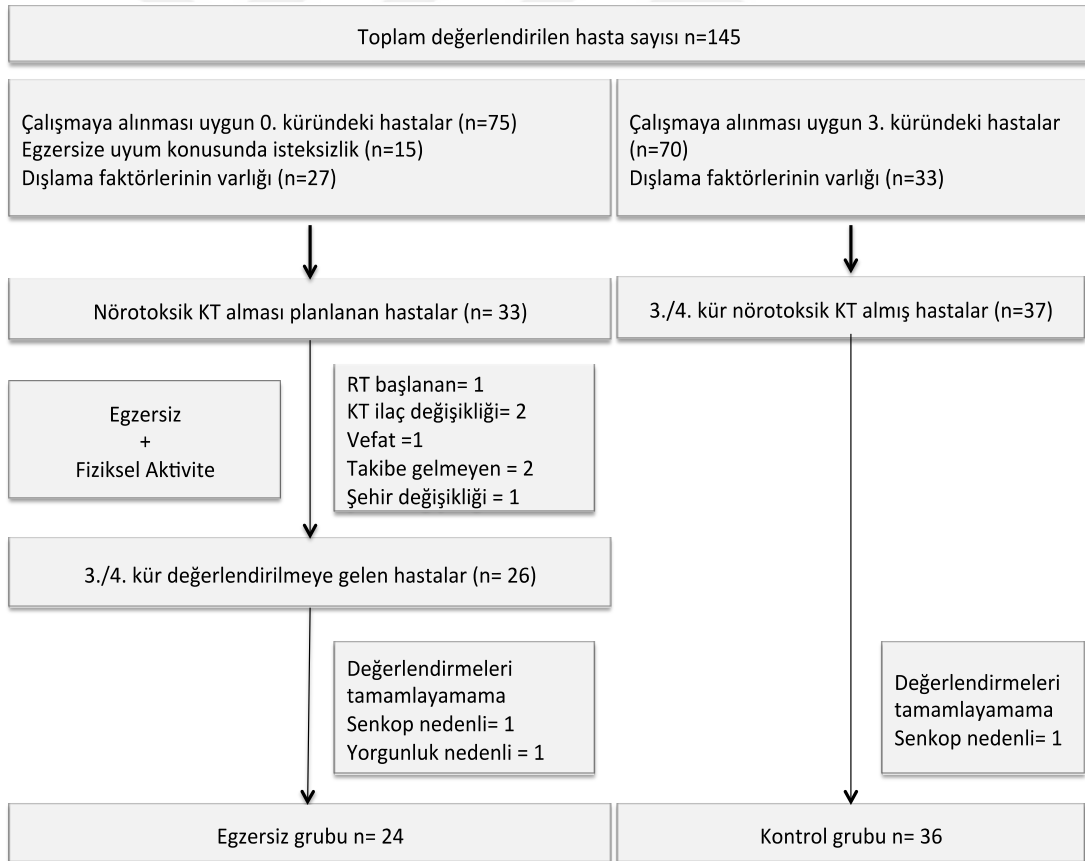 Toplam değerlendirilen hasta sayısı n=145
Çalışmaya alınması uygun 0. küründeki hastalar (n=75)
Egzersize uyum konusunda isteksizlik (n=15)
Dışlama faktörlerinin varlığı (n=27)
Çalışmaya alınması uygun 3. küründeki hastalar
(n=70)
Dışlama faktörlerinin varlığı (n=33)
Nörotoksik KT alması planlanan hastalar (n= 33)
3./4. kür nörotoksik KT almış hastalar (n=37)
Egzersiz
+
Fiziksel Aktivite
RT başlanan= 1
KT ilaç değişikliği= 2
Vefat =1
Takibe gelmeyen = 2
Şehir değişikliği = 1
3./4. kür değerlendirilmeye gelen hastalar (n= 26)
Değerlendirmeleri
tamamlayamama
Senkop nedenli= 1
Yorgunluk nedenli = 1
Değerlendirmeleri
tamamlayamama
Senkop nedenli= 1
Egzersiz grubu n= 24
Kontrol grubu n= 36